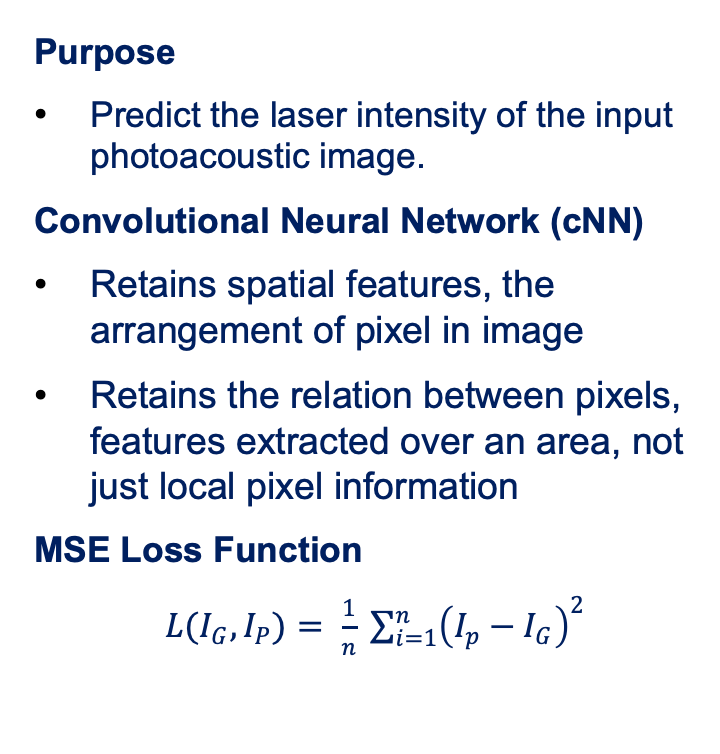 Purpose
• Predict the laser intensity of the input
photoacoustic image.
Convolutional Neural Network (cNN)
• Retains spatial features, the
arrangement of pixel in image
• Retains the relation between pixels,
features extracted over an area, not
just local pixel information
MSE Loss Function
L(I_G, I_P) = \frac{1}{n} \sum_{i=1}^{n} (I_p − I_G)^2